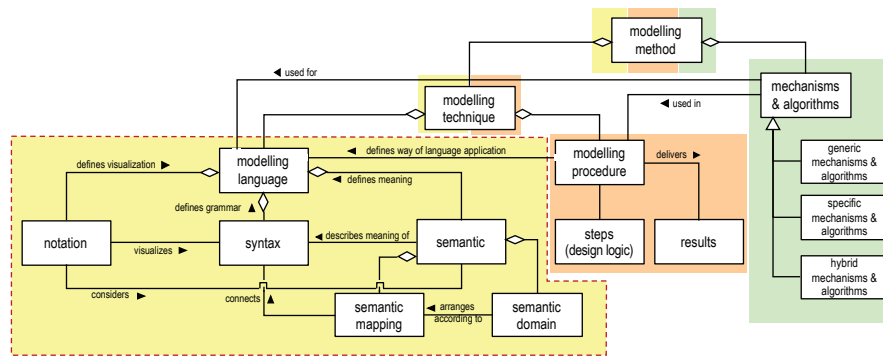 modelling
method
◄ used for
mechanisms
& algorithms
modelling
technique
◄ used in
generic
mechanisms &
algorithms
modelling
language
defines visualization ►
◄ defines way of language application
◄ defines meaning
modelling
procedure
delivers ►
defines grammar ▲
specific
mechanisms &
algorithms
notation
visualizes ►
syntax
◄ describes meaning of
semantic
steps
(design logic)
results
hybrid
mechanisms &
algorithms
considers ►
connects ▲
semantic
mapping
◄ arranges
according to
semantic
domain